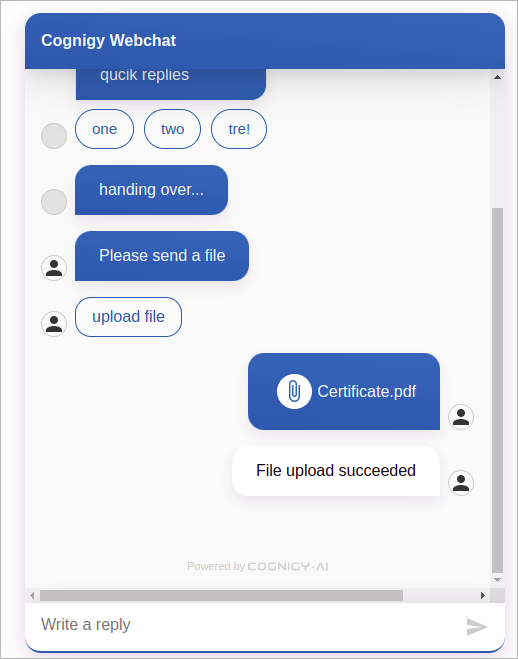 Cognigy Webchat
qucik replies
one two tre!
handing over...
Please send a file
upload file
Certificate.pdf
File upload succeeded
Powered by COGNIGY·AI
Write a reply